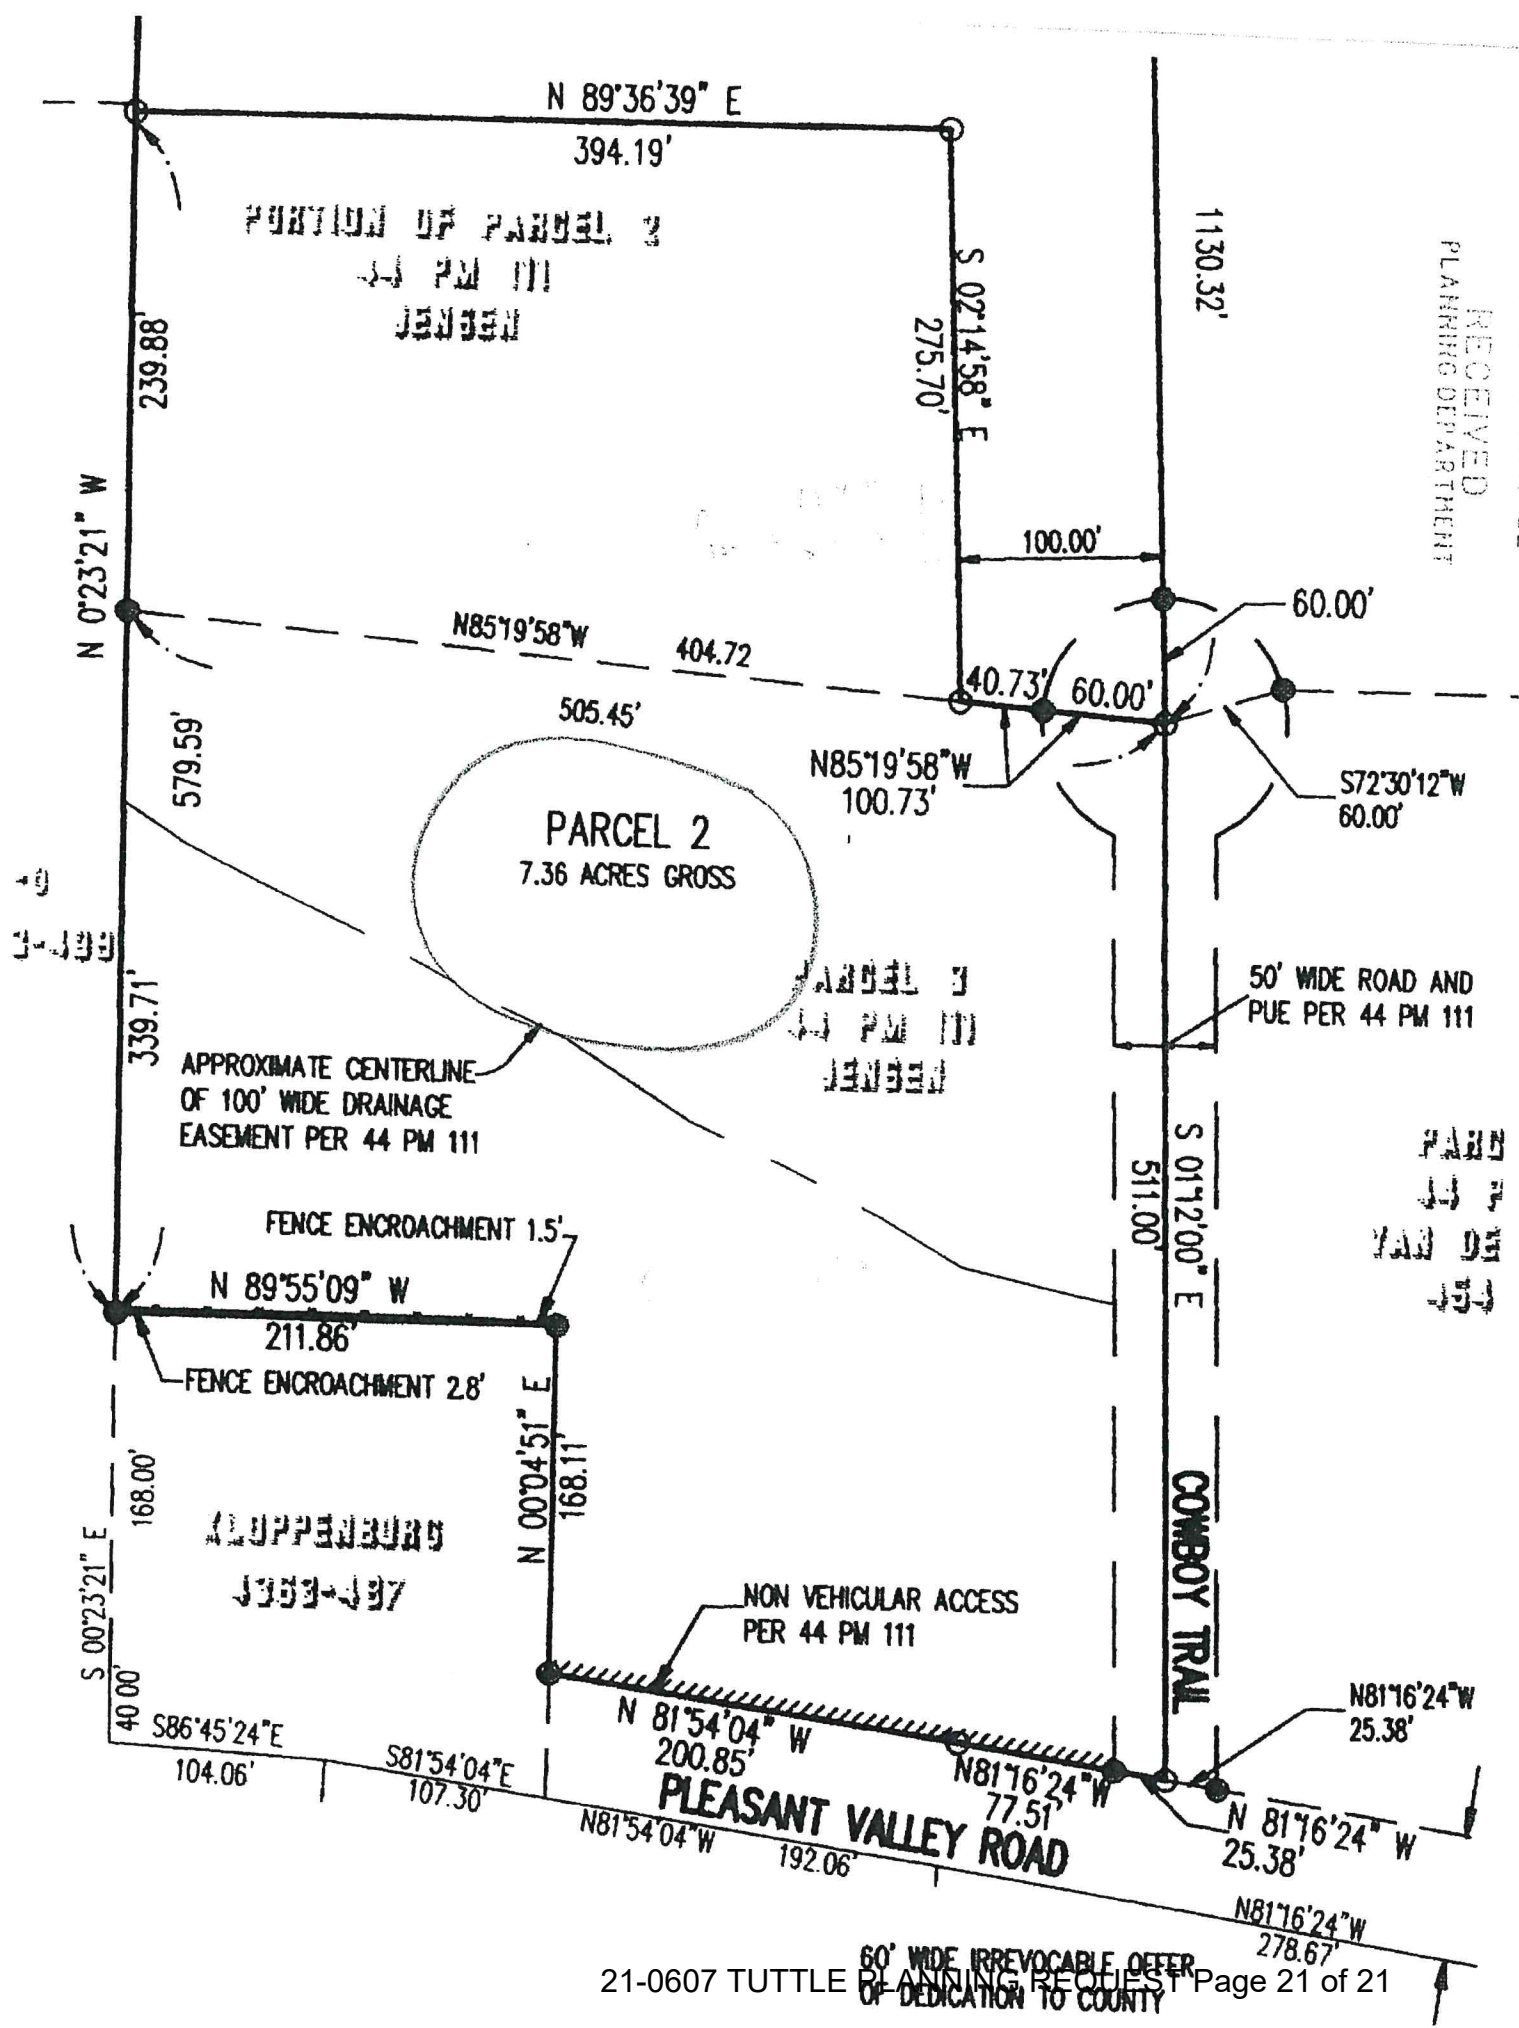 N 89°36'39" E
394.19'
PORTION OF PARCEL 2
44 PM 111
JENSEN
239.88'
N 0°23'21" W
S 02°14'58" E
275.70'
1130.32'
RECEIVED
PLANNING DEPARTMENT
100.00'
60.00'
N85°19'58"W
404.72
505.45'
40.73'
60.00'
N85°19'58"W
100.73'
S72°30'12"W
60.00'
579.59'
PARCEL 2
7.36 ACRES GROSS
339.71'
PARCEL 3
44 PM 111
JENSEN
50' WIDE ROAD AND
PUE PER 44 PM 111
APPROXIMATE CENTERLINE
OF 100' WIDE DRAINAGE
EASEMENT PER 44 PM 111
S 01°12'00" E
511.00'
PARC
44 P
VAN DE
FENCE ENCROACHMENT 1.5'
N 89°55'09" W
211.86'
FENCE ENCROACHMENT 2.8'
N 00°04'51" E
168.11'
168.00'
S 00°23'21" E
40.00'
KLOPPENBURG
4363-487
COWBOY TRAIL
NON VEHICULAR ACCESS
PER 44 PM 111
N81°16'24"W
25.38'
N 81°54'04" W
200.85'
N81°16'24"W
77.51'
N 81°16'24" W
25.38'
S86°45'24"E
104.06'
S81°54'04"E
107.30'
PLEASANT VALLEY ROAD
N81°54'04"W
192.06'
N81°16'24"W
278.67'
60' WIDE IRREVOCABLE OFFER
OF DEDICATION TO COUNTY
21-0607 TUTTLE PLANNING REQUEST Page 21 of 21